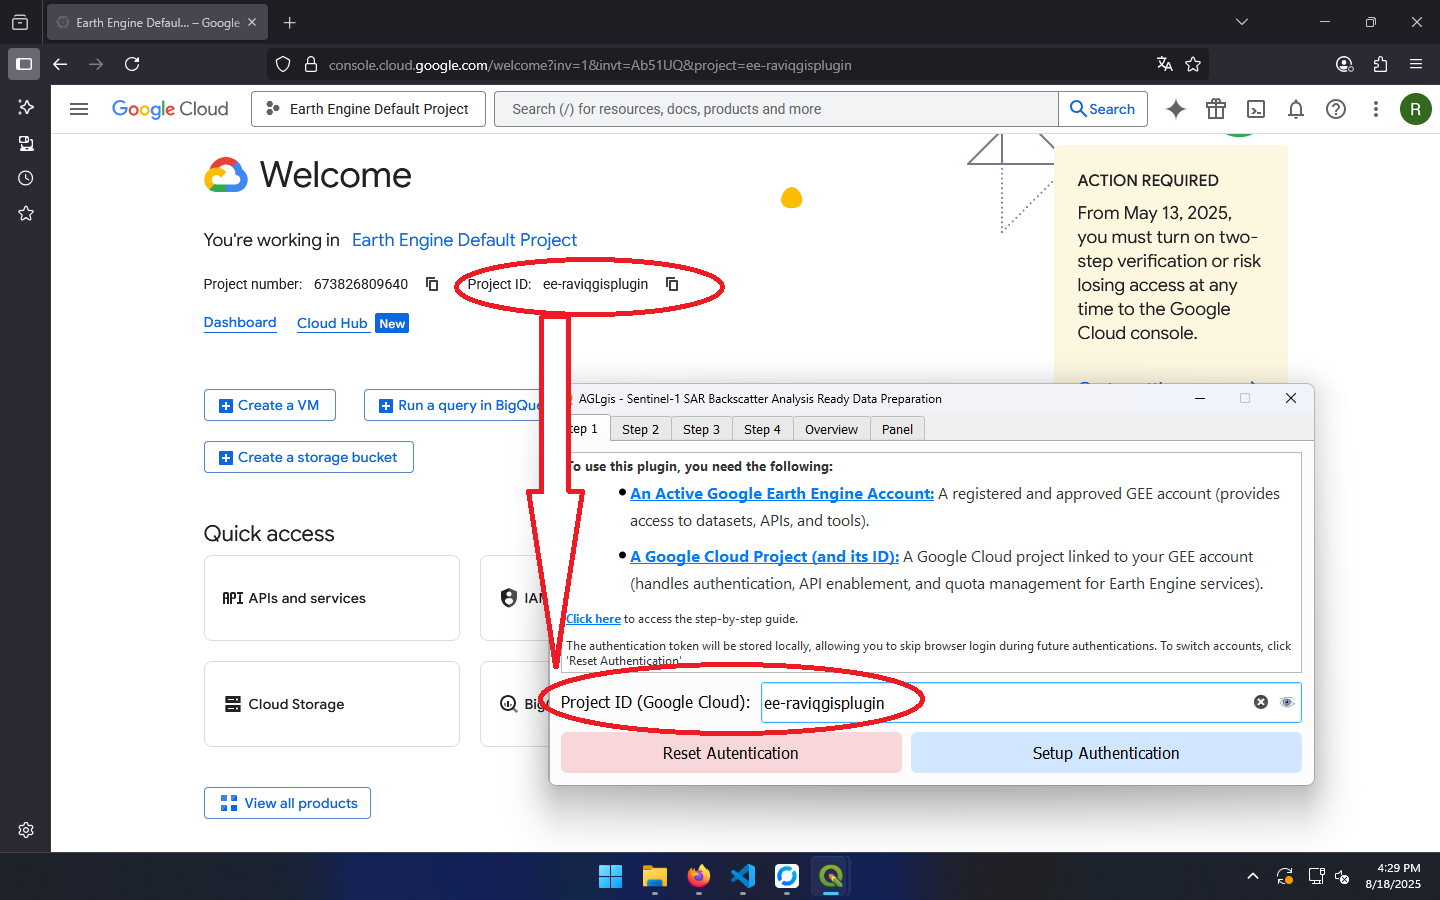 Earth Engine Defaul... – Google
console.cloud.google.com/welcome?inv=1&invt=Ab51UQ&project=ee-raviqgisplugin
Google Cloud
Earth Engine Default Project
Search (/) for resources, docs, products and more
Search
R
Welcome
You're working in Earth Engine Default Project
Project number: 673826809640
Project ID: ee-raviqgisplugin
Dashboard
Cloud Hub New
ACTION REQUIRED
From May 13, 2025,
you must turn on two-
step verification or risk
losing access at any
time to the Google
Cloud console.
Create a VM
Run a query in BigQue
Create a storage bucket
Quick access
API APIs and services
IAM
Cloud Storage
Big
View all products
AGLgis - Sentinel-1 SAR Backscatter Analysis Ready Data Preparation
tep 1
Step 2
Step 3
Step 4
Overview
Panel
To use this plugin, you need the following:
• An Active Google Earth Engine Account: A registered and approved GEE account (provides
access to datasets, APIs, and tools).
• A Google Cloud Project (and its ID): A Google Cloud project linked to your GEE account
(handles authentication, API enablement, and quota management for Earth Engine services).
Click here to access the step-by-step guide.
The authentication token will be stored locally, allowing you to skip browser login during future authentications. To switch accounts, click
'Reset Authentication'
Project ID (Google Cloud): ee-raviqgisplugin
Reset Autentication
Setup Authentication
4:29 PM
8/18/2025